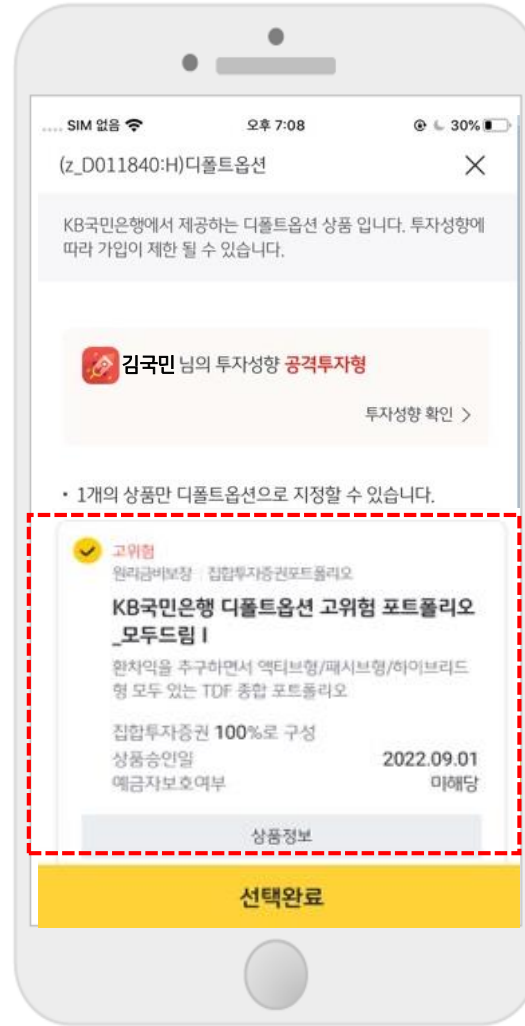 .... SIM 없음 오후 7:08 30%
(z_D011840:H)디폴트옵션
KB국민은행에서 제공하는 디폴트옵션 상품 입니다. 투자성향에
따라 가입이 제한 될 수 있습니다.
김국민 님의 투자성향 공격투자형
투자성향 확인 >
• 1개의 상품만 디폴트옵션으로 지정할 수 있습니다.
고위험
원리금비보장 | 집합투자증권포트폴리오
KB국민은행 디폴트옵션 고위험 포트폴리오
_모두드림 I
환차익을 추구하면서 액티브형/패시브형/하이브리드
형 모두 있는 TDF 종합 포트폴리오
집합투자증권 100%로 구성
상품승인일 2022.09.01
예금자보호여부 미해당
상품정보
선택완료